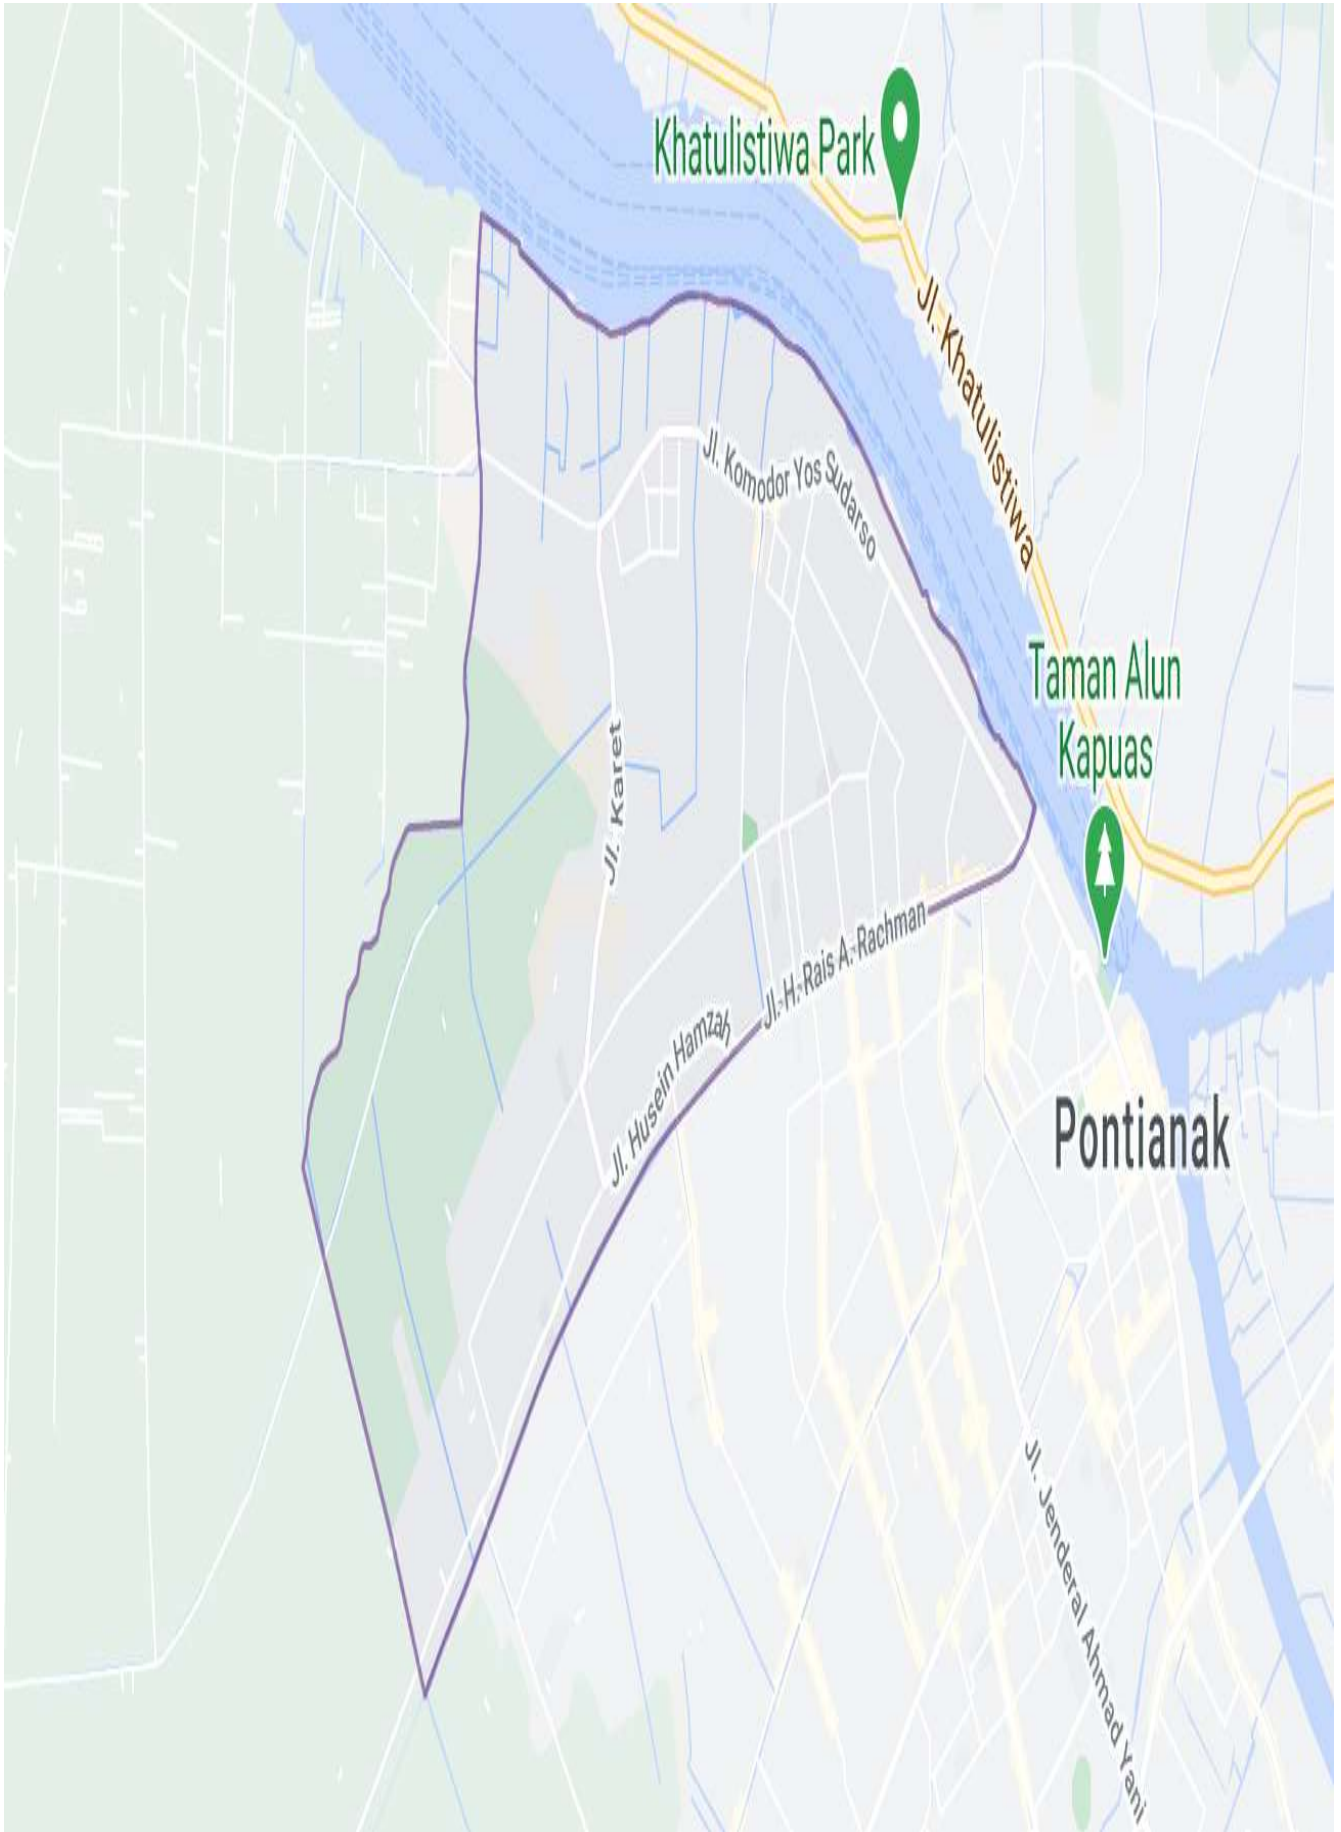 Khatulistiwa Park
Jl. Khatulistiwa
Jl. Komodor Yos Sudarso
Taman Alun
Kapuas
Jl. Karet
Jl. H. Rais A. Rachman
Jl. Husein Hamzah
Pontianak
Jl. Jenderal Ahmad Yani